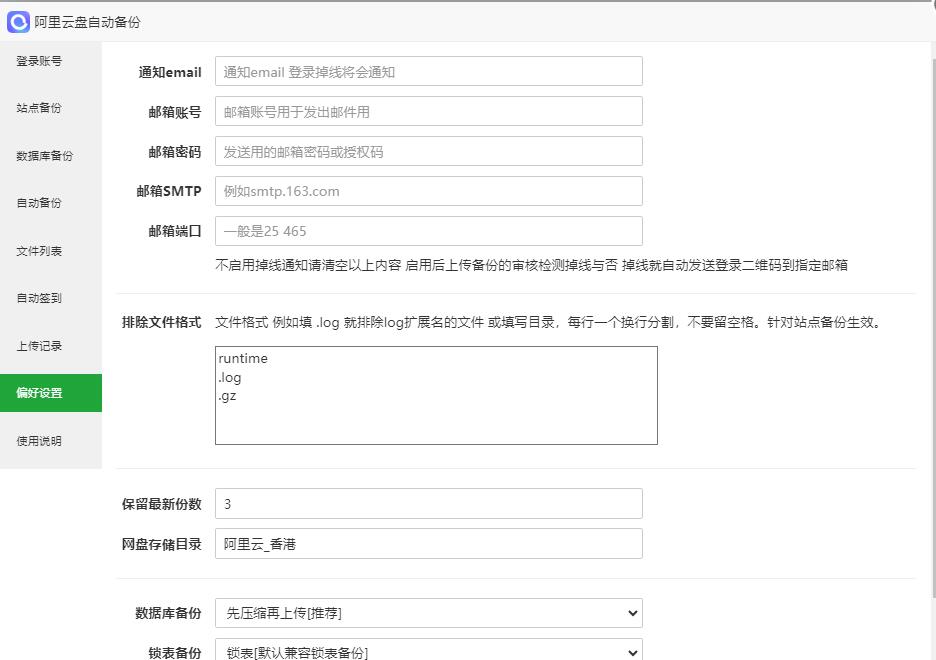 阿里云盘自动备份
登录账号
站点备份
数据库备份
自动备份
文件列表
自动签到
上传记录
偏好设置
使用说明
通知email 通知email 登录掉线将会通知
邮箱账号 邮箱账号用于发出邮件用
邮箱密码 发送用的邮箱密码或授权码
邮箱SMTP 例如smtp.163.com
邮箱端口 一般是25 465
不启用掉线通知请清空以上内容 启用后上传备份的审核检测掉线与否 掉线就自动发送登录二维码到指定邮箱
排除文件格式 文件格式 例如填 .log 就排除log扩展名的文件 或填写目录，每行一个换行分割，不要留空格。针对站点备份生效。
runtime
.log
.gz
保留最新份数 3
网盘存储目录 阿里云_香港
数据库备份 先压缩再上传[推荐]
锁表备份 锁表[默认兼容锁表备份]